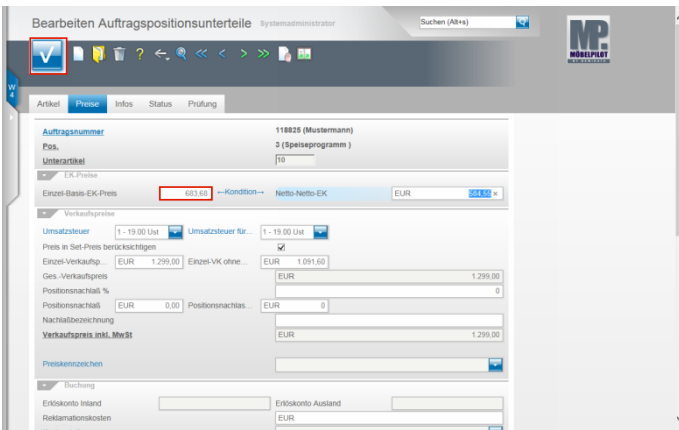 Bearbeiten Auftragspositionsunterteile Systemadministrator Suchen (Alt+s)
MP
MÖBELPILOT
W
4
Artikel Preise Infos Status Prüfung
Auftragsnummer 118825 (Mustermann)
Pos. 3 (Speiseprogramm )
Unterartikel 10
EK-Preise
Einzel-Basis-EK-Preis 683,68 ←Kondition→ Netto-Netto-EK EUR
Verkaufspreise
Umsatzsteuer 1 - 19.00 Ust Umsatzsteuer für... 1 - 19.00 Ust
Preis in Set-Preis berücksichtigen
Einzel-Verkaufsp... EUR 1.299,00 Einzel-VK ohne... EUR 1.091,60
Ges.-Verkaufspreis EUR 1.299,00
Positionsnachlaß % 0
Positionsnachlaß EUR 0,00 Positionsnachlas... EUR 0
Nachlaßbezeichnung
Verkaufspreis inkl. MwSt EUR 1.299,00
Preiskennzeichen
Buchung
Erlöskonto Inland Erlöskonto Ausland
Reklamationskosten EUR